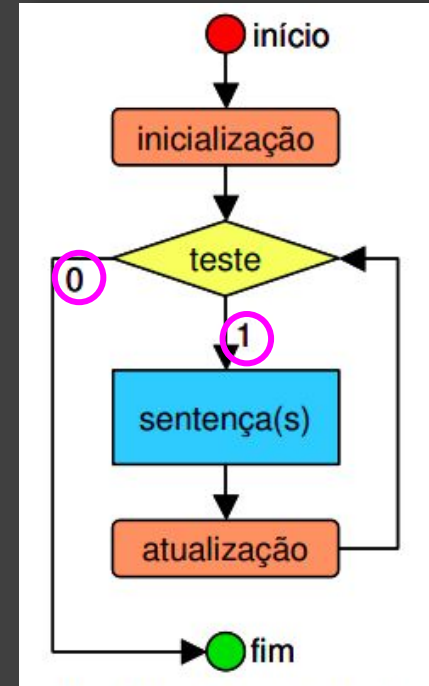 início
inicialização
teste
0
1
sentença(s)
atualização
fim